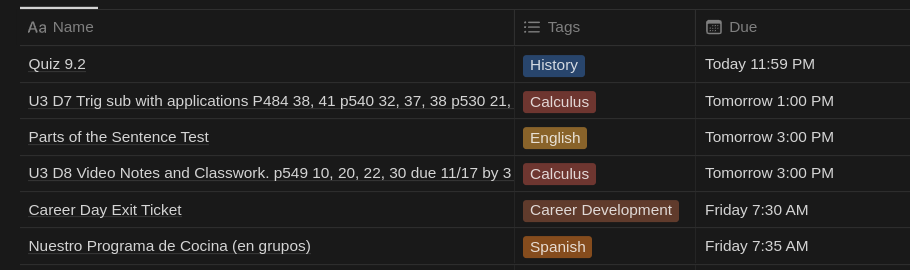 Aa Name Tags Due
Quiz 9.2 History Today 11:59 PM
U3 D7 Trig sub with applications P484 38, 41 p540 32, 37, 38 p530 21, Calculus Tomorrow 1:00 PM
Parts of the Sentence Test English Tomorrow 3:00 PM
U3 D8 Video Notes and Classwork. p549 10, 20, 22, 30 due 11/17 by 3 Calculus Tomorrow 3:00 PM
Career Day Exit Ticket Career Development Friday 7:30 AM
Nuestro Programa de Cocina (en grupos) Spanish Friday 7:35 AM